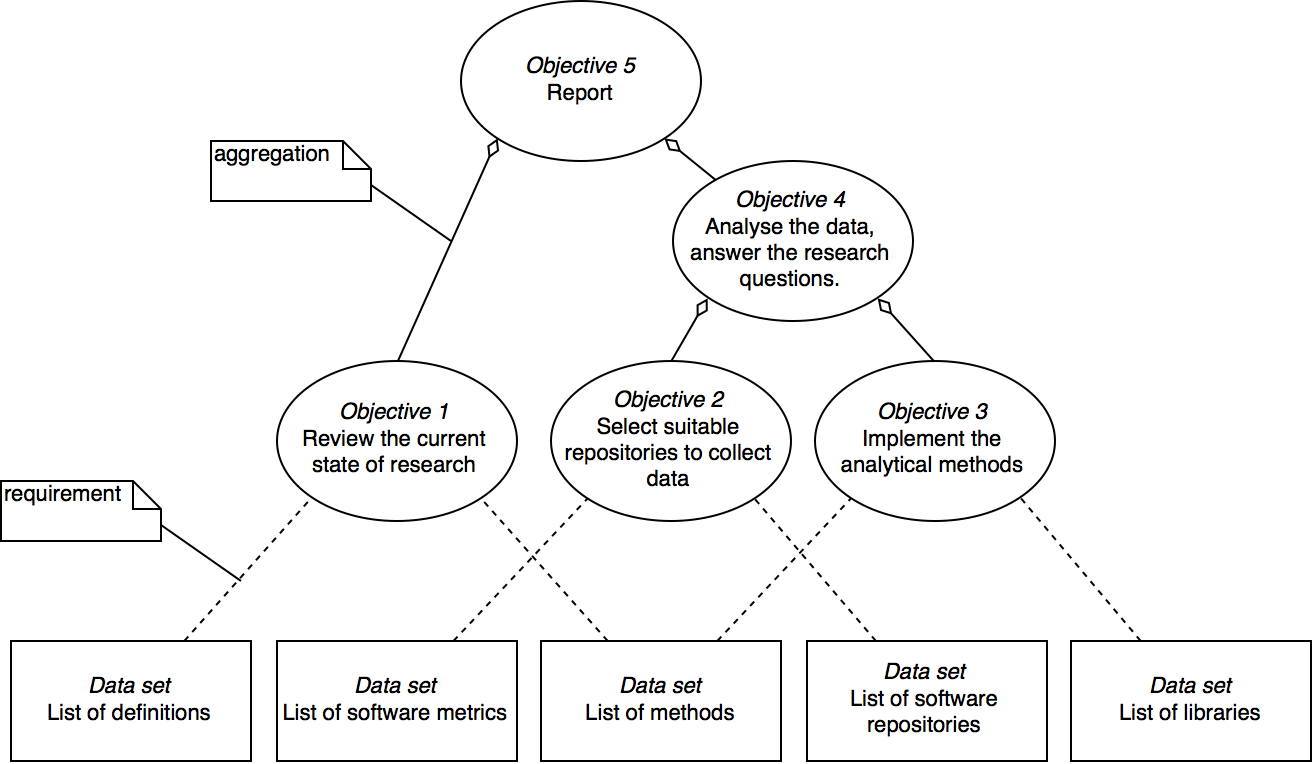 Objective 5
Report
aggregation
Objective 4
Analyse the data,
answer the research
questions.
Objective 1
Review the current
state of research
Objective 2
Select suitable
repositories to collect
data
Objective 3
Implement the
analytical methods
requirement
Data set
List of definitions
Data set
List of software metrics
Data set
List of methods
Data set
List of software
repositories
Data set
List of libraries